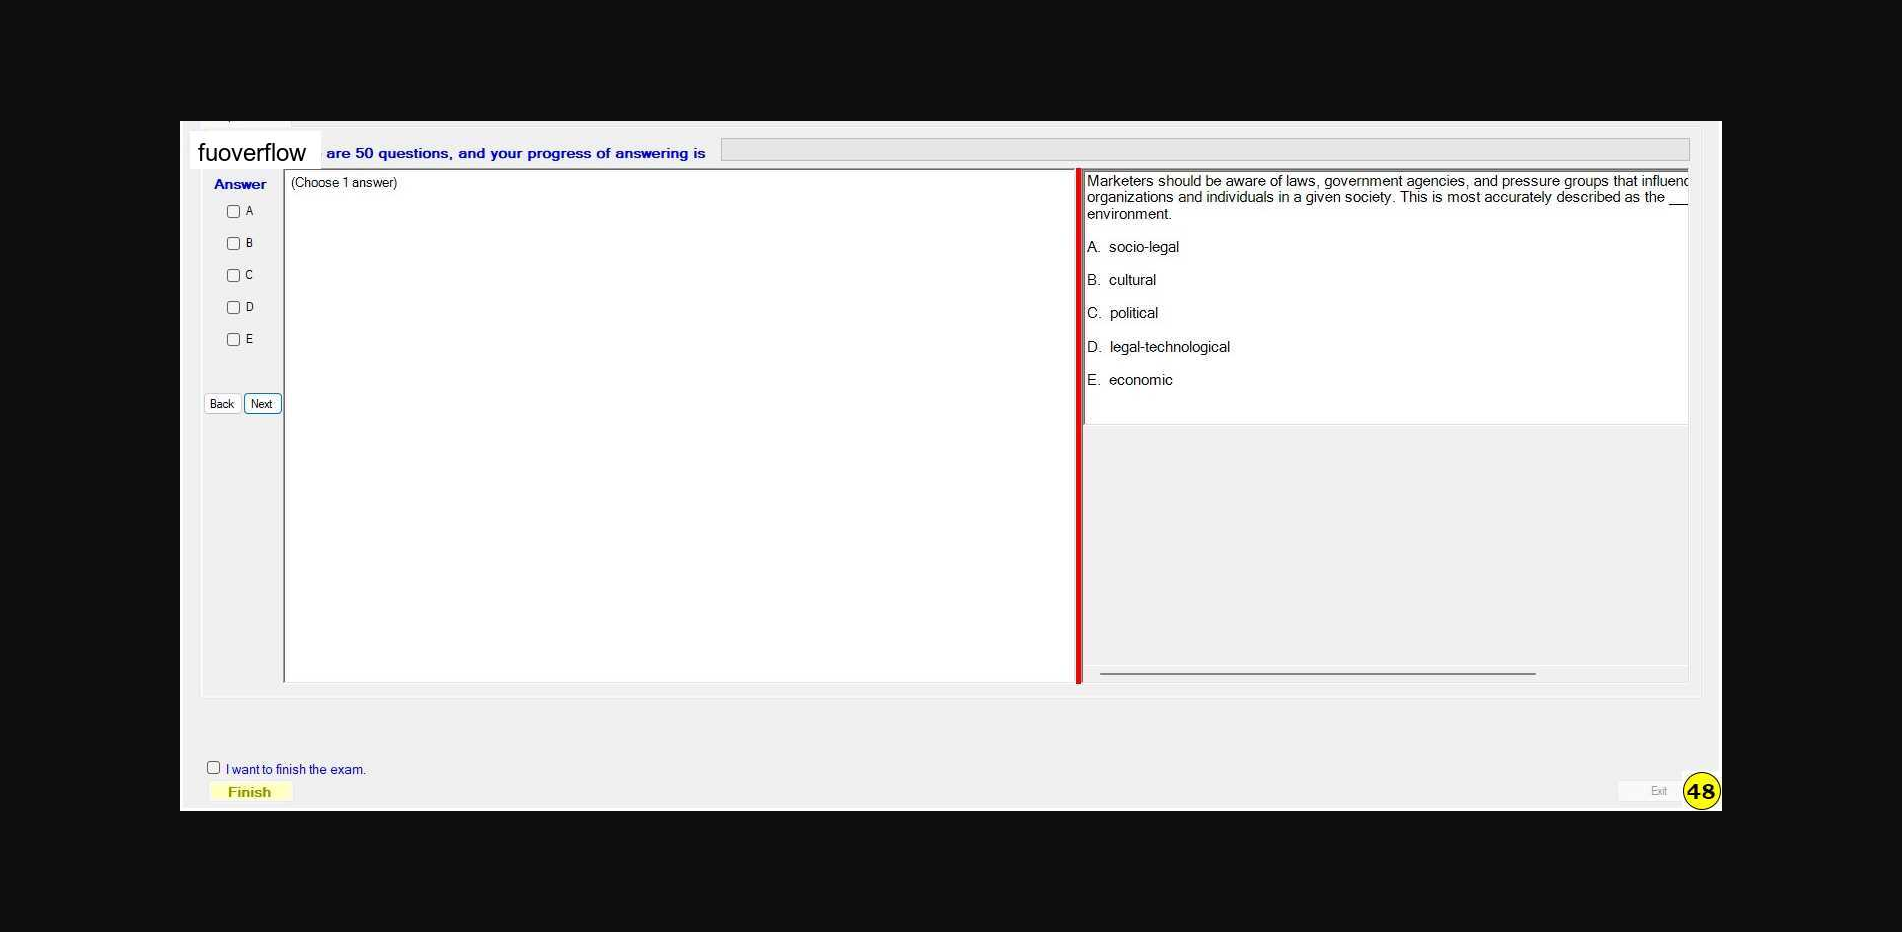 fuoverflow are 50 questions, and your progress of answering is
Answer
A
B
C
D
E
Back Next
(Choose 1 answer)
Marketers should be aware of laws, government agencies, and pressure groups that
organizations and individuals in a given society. This is most accurately described as the ___
environment.
A. socio-legal
B. cultural
C. political
D. legal-technological
E. economic
I want to finish the exam.
Finish
Exit
48